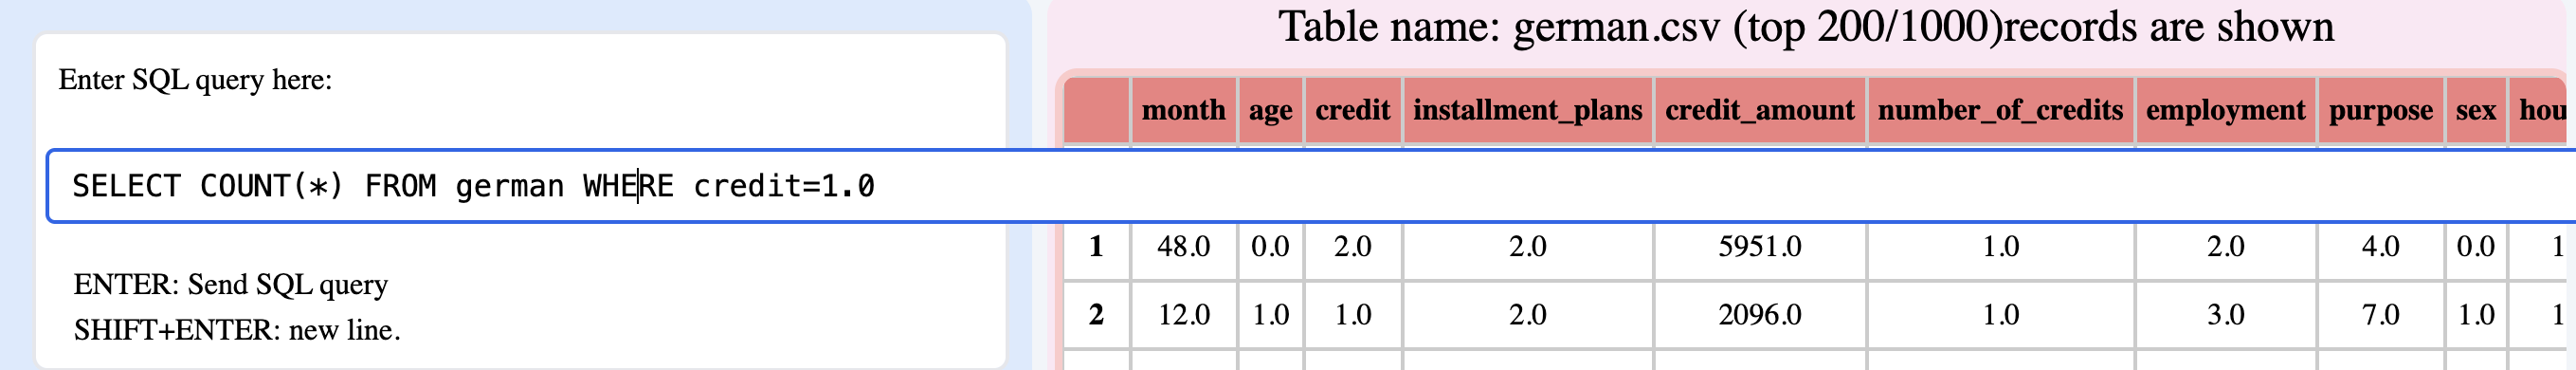 Table name: german.csv (top 200/1000)records are shown
Enter SQL query here:
month age credit installment_plans credit_amount number_of_credits employment purpose sex hou
SELECT COUNT(*) FROM german WHERE credit=1.0
1 48.0 0.0 2.0 2.0 5951.0 1.0 2.0 4.0 0.0 1
ENTER: Send SQL query
2 12.0 1.0 1.0 2.0 2096.0 1.0 3.0 7.0 1.0 1
SHIFT+ENTER: new line.